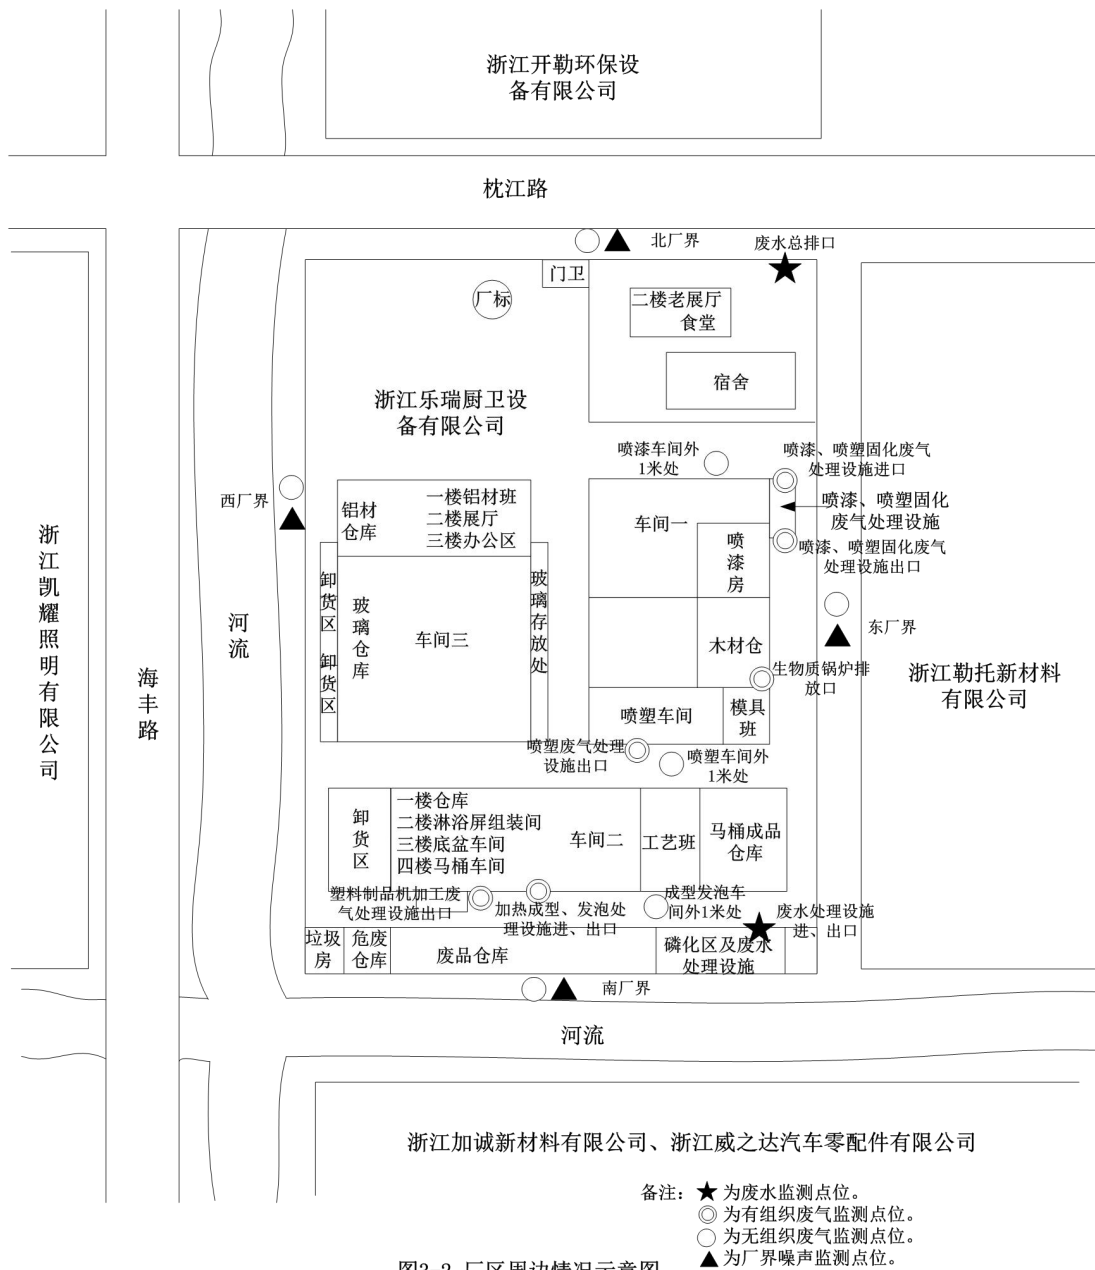 浙江开勒环保设
备有限公司
枕江路
北厂界
废水总排口
门卫
厂标
二楼老展厅
食堂
宿舍
浙江乐瑞厨卫设
备有限公司
喷漆车间外
1米处
喷漆、喷塑固化废气
处理设施进口
西厂界
铝材
仓库
一楼铝材班
二楼展厅
三楼办公区
车间一
喷漆、喷塑固化
废气处理设施
喷漆房
喷漆、喷塑固化废气
处理设施出口
浙江凯耀照明有限公司
海丰路
河流
卸货区
卸货区
玻璃仓库
车间三
玻璃存放处
东厂界
木材仓
生物质锅炉排
放口
浙江勒托新材料
有限公司
喷塑车间
模具
班
喷塑废气处理
设施出口
喷塑车间外
1米处
卸货区
一楼仓库
二楼淋浴屏组装间
三楼底盆车间
四楼马桶车间
车间二
工艺班
马桶成品
仓库
塑料制品机加工废
气处理设施出口
加热成型、发泡处
理设施进、出口
成型发泡车
间外1米处
废水处理设施
进、出口
垃圾
房
危废
仓库
废品仓库
磷化区及废水
处理设施
南厂界
河流
浙江加诚新材料有限公司、浙江威之达汽车零配件有限公司
备注：★为废水监测点位。
◎为有组织废气监测点位。
○为无组织废气监测点位。
▲为厂界噪声监测点位。
图3-2 厂区周边情况示意图